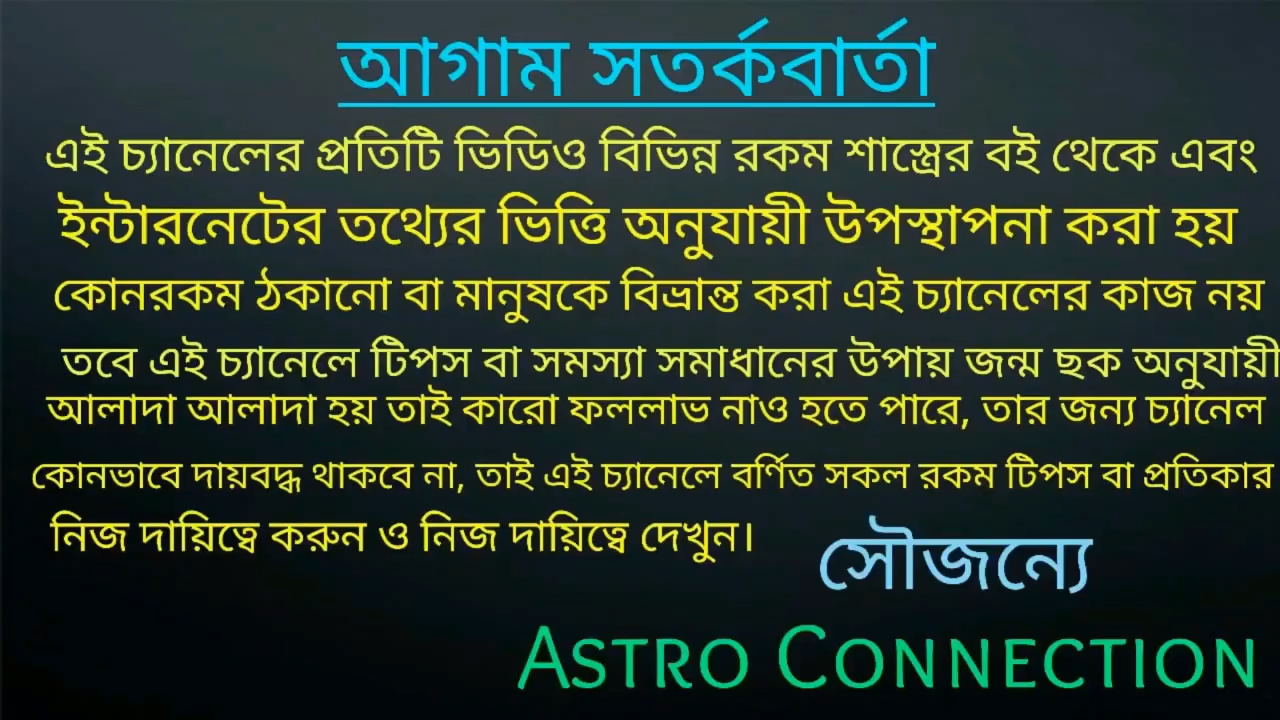 আগাম সতর্কবার্তা
এই চ্যানেলের প্রতিটি ভিডিও বিভিন্ন রকম শাস্ত্রের বই থেকে এবং
ইন্টারনেটের তথ্যের ভিত্তি অনুযায়ী উপস্থাপনা করা হয়
কোনরকম ঠকানো বা মানুষকে বিভ্রান্ত করা এই চ্যানেলের কাজ নয়
তবে এই চ্যানেলে টিপস বা সমস্যা সমাধানের উপায় জন্ম ছক অনুযায়ী
আলাদা আলাদা হয় তাই কারো ফললাভ নাও হতে পারে, তার জন্য চ্যানেল
কোনভাবে দায়বদ্ধ থাকবে না, তাই এই চ্যানেলে বর্ণিত সকল রকম টিপস বা প্রতিকার
নিজ দায়িত্বে করুন ও নিজ দায়িত্বে দেখুন।
সৌজন্যে
ASTRO CONNECTION